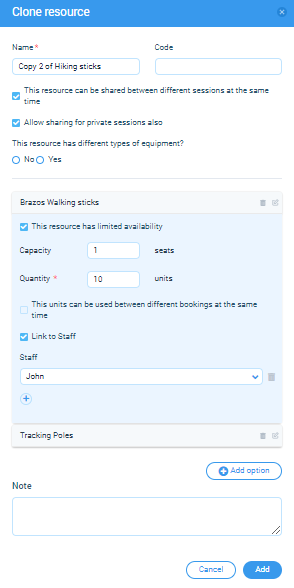 Clone resource
Name*
Code
Copy 2 of Hiking sticks
This resource can be shared between different sessions at the same
time
Allow sharing for private sessions also
This resource has different types of equipment?
No Yes
Brazos Walking sticks
This resource has limited availability
Capacity 1 seats
Quantity * 10 units
This units can be used between different bookings at the same
time
Link to Staff
Staff
John
Tracking Poles
Add option
Note
Cancel Add